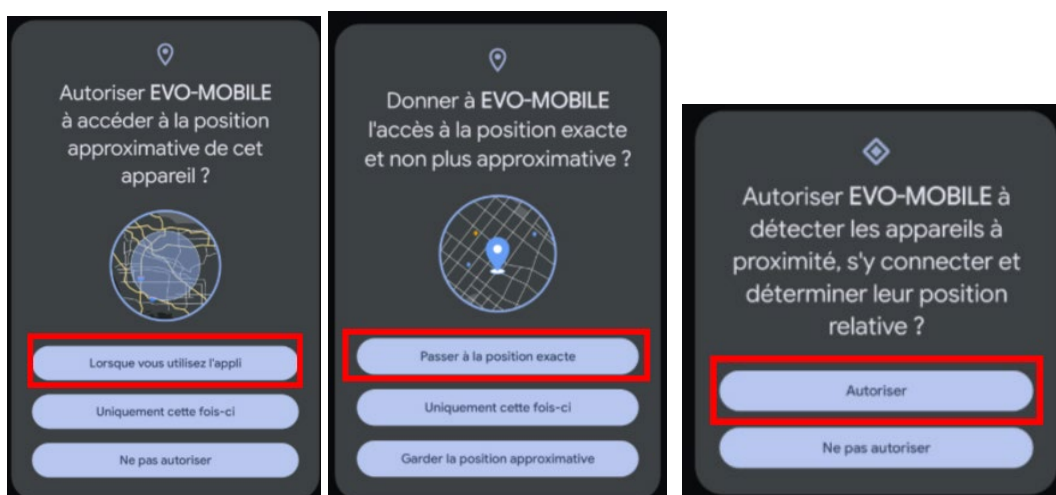 Autoriser EVO-MOBILE
à accéder à la position
approximative de cet
appareil ?
Lorsque vous utilisez l'appli
Uniquement cette fois-ci
Ne pas autoriser
Donner à EVO-MOBILE
l'accès à la position exacte
et non plus approximative ?
Passer à la position exacte
Uniquement cette fois-ci
Garder la position approximative
Autoriser EVO-MOBILE à
détecter les appareils à
proximité, s'y connecter et
déterminer leur position
relative ?
Autoriser
Ne pas autoriser